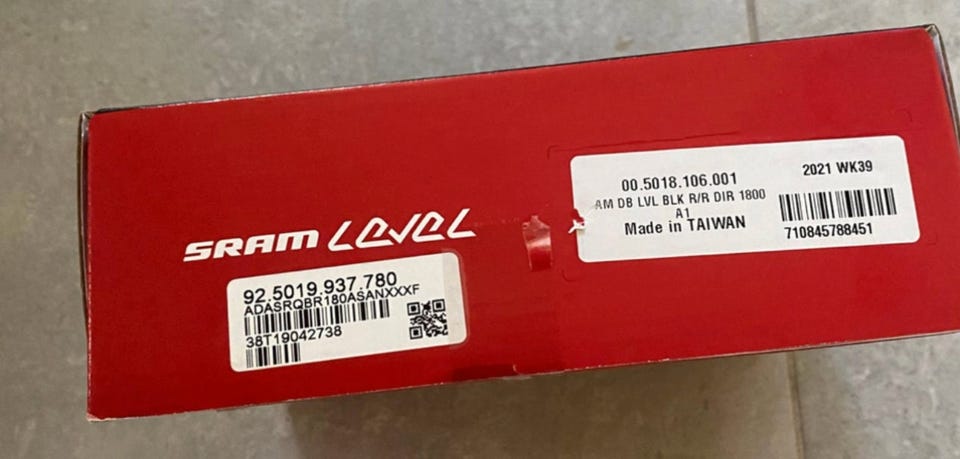 SRAM LEVEL
92.5019.937.780
ADASRQBR180ASANXXXF
38T19042738
00.5018.106.001
AM DB LVL BLK R/R DIR 1800
A1
Made in TAIWAN
2021 WK39
710845788451